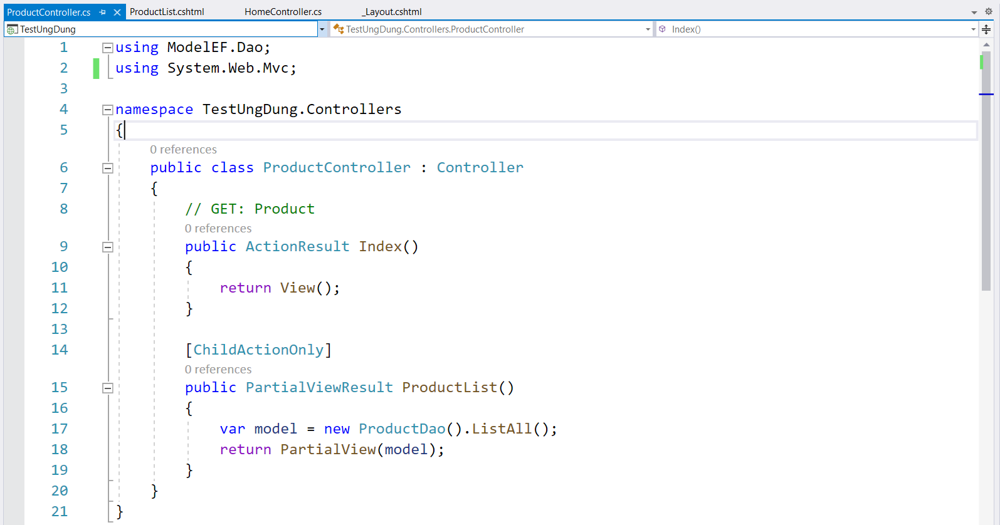 ProductController.cs ProductList.cshtml HomeController.cs _Layout.cshtml
TestUngDung TestUngDung.Controllers.ProductController Index()
1 using ModelEF.Dao;
2 using System.Web.Mvc;
3
4 namespace TestUngDung.Controllers
5 {
0 references
6 public class ProductController : Controller
7 {
8 // GET: Product
0 references
9 public ActionResult Index()
10 {
11 return View();
12 }
13
14 [ChildActionOnly]
0 references
15 public PartialViewResult ProductList()
16 {
17 var model = new ProductDao().ListAll();
18 return PartialView(model);
19 }
20 }
21 }